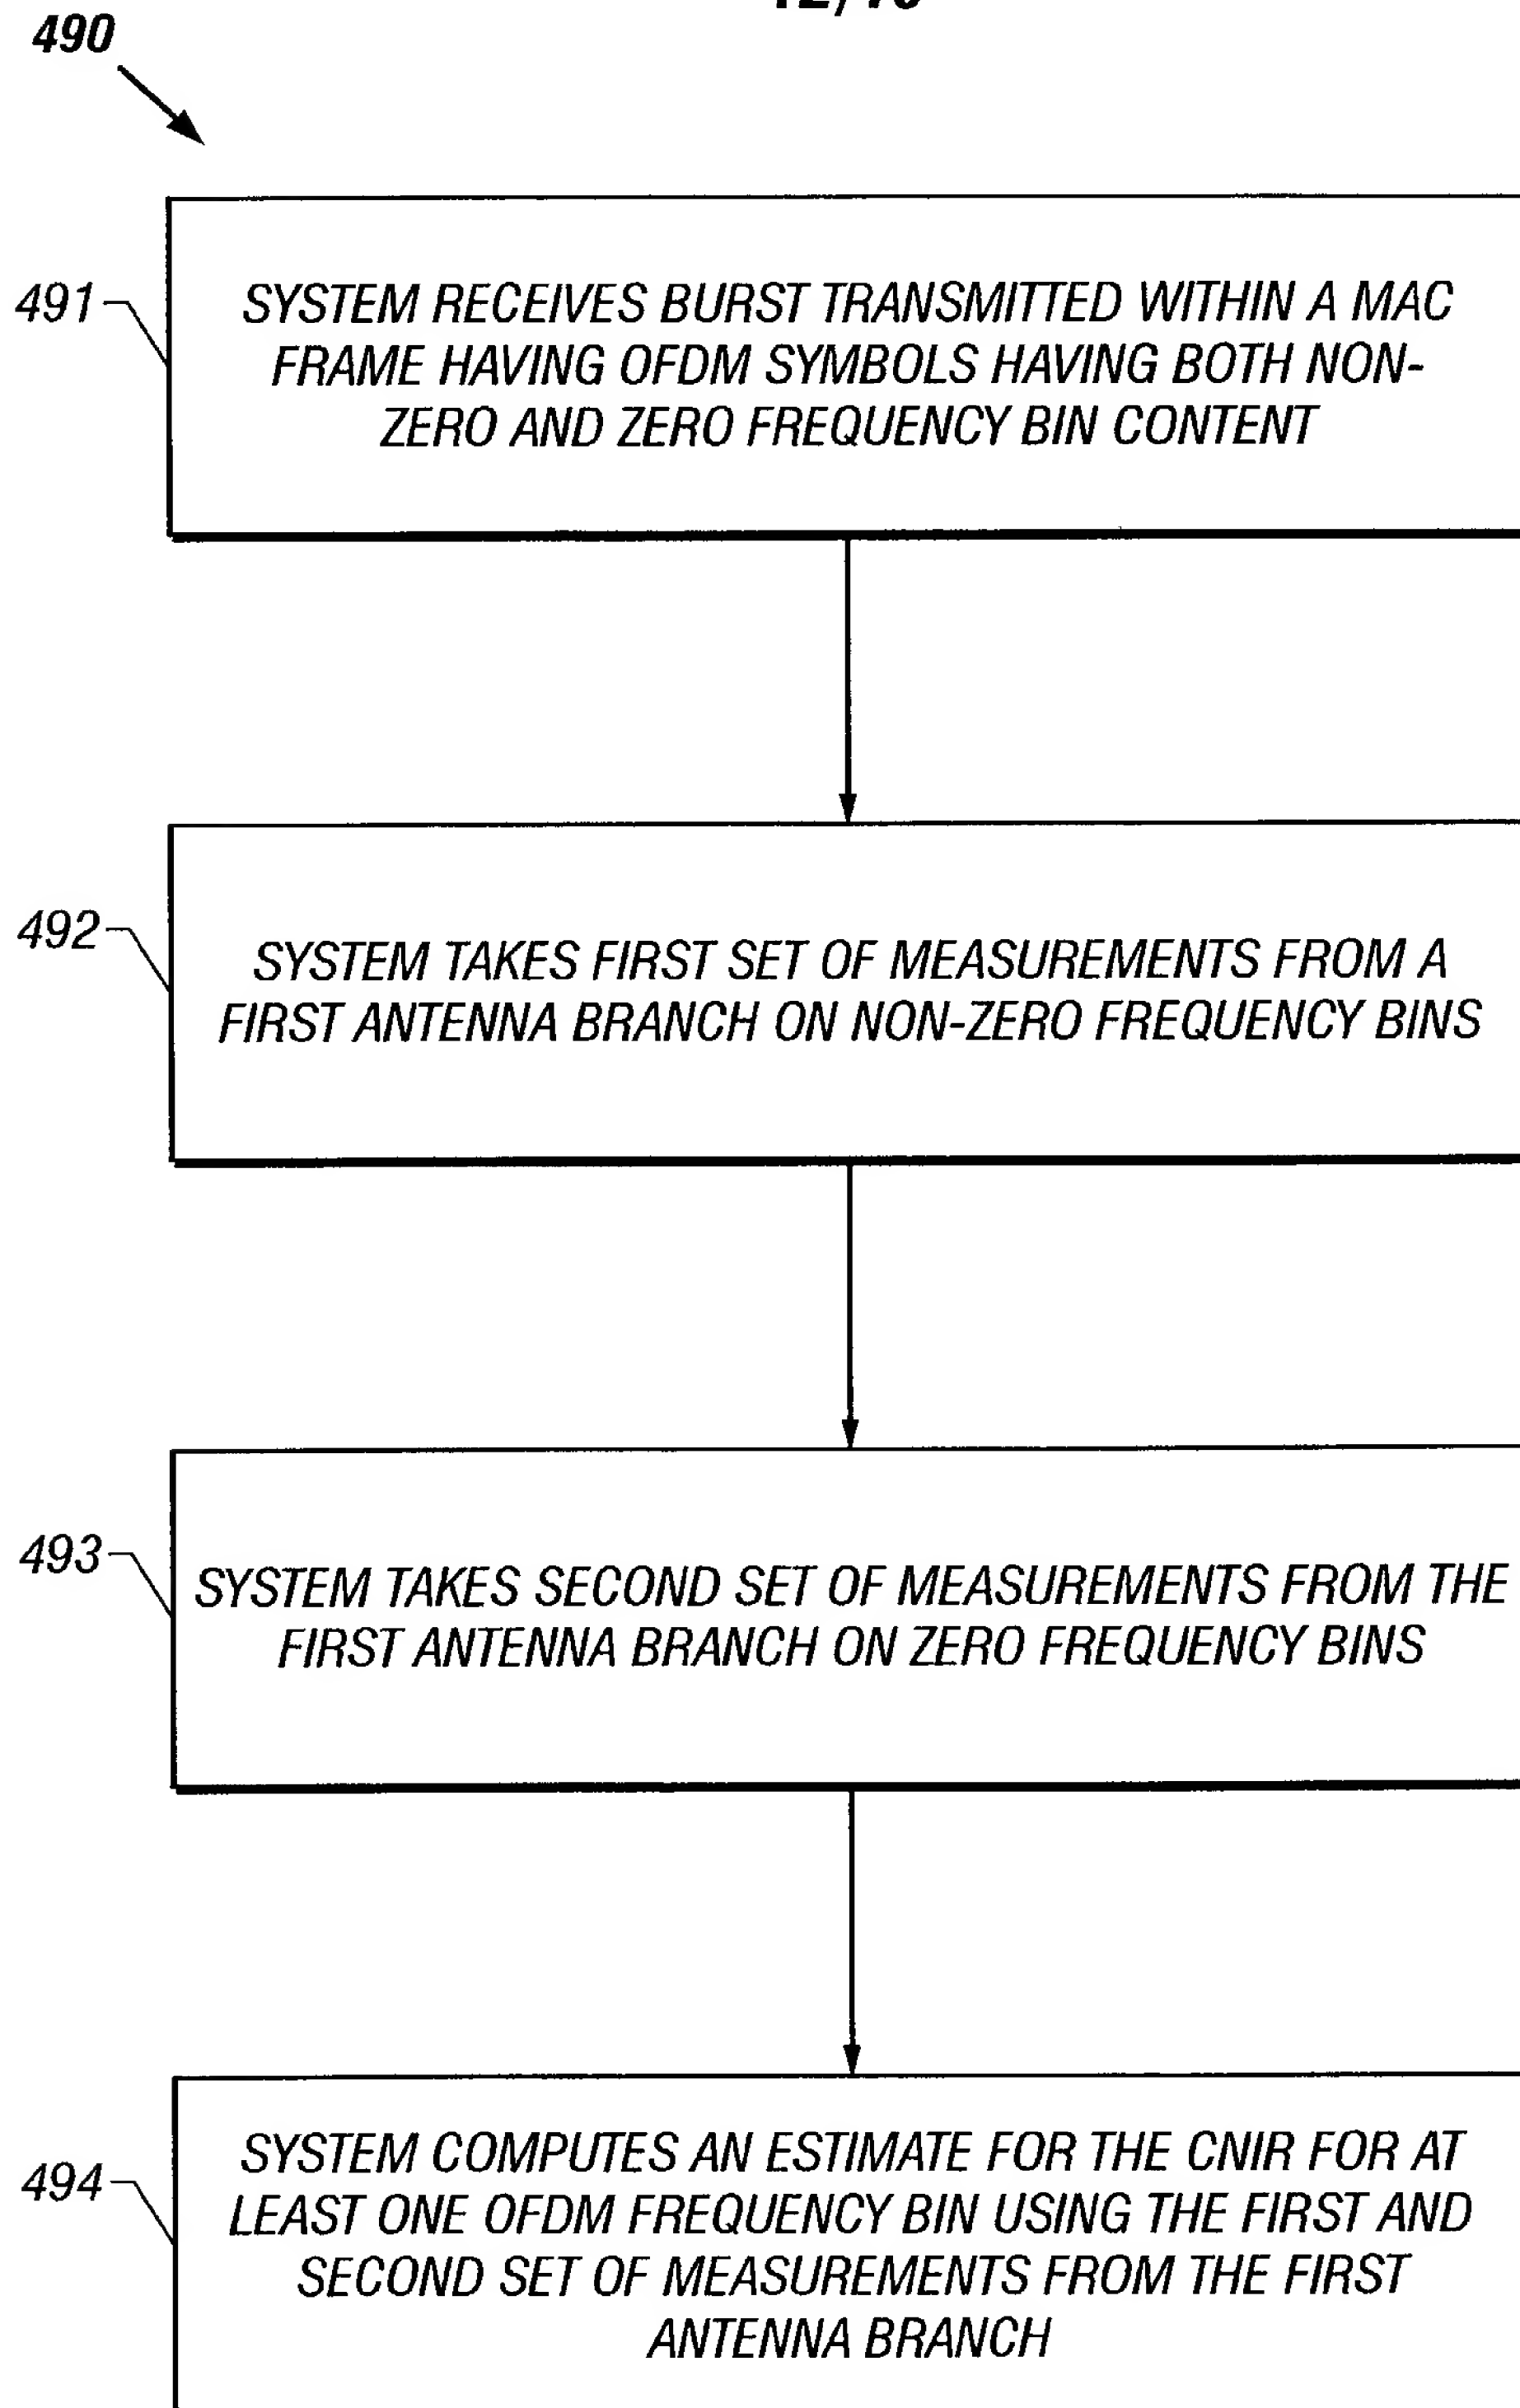 490
491
SYSTEM RECEIVES BURST TRANSMITTED WITHIN A MAC
FRAME HAVING OFDM SYMBOLS HAVING BOTH NON-
ZERO AND ZERO FREQUENCY BIN CONTENT
492
SYSTEM TAKES FIRST SET OF MEASUREMENTS FROM A
FIRST ANTENNA BRANCH ON NON-ZERO FREQUENCY BINS
493
SYSTEM TAKES SECOND SET OF MEASUREMENTS FROM THE
FIRST ANTENNA BRANCH ON ZERO FREQUENCY BINS
494
SYSTEM COMPUTES AN ESTIMATE FOR THE CNIR FOR AT
LEAST ONE OFDM FREQUENCY BIN USING THE FIRST AND
SECOND SET OF MEASUREMENTS FROM THE FIRST
ANTENNA BRANCH